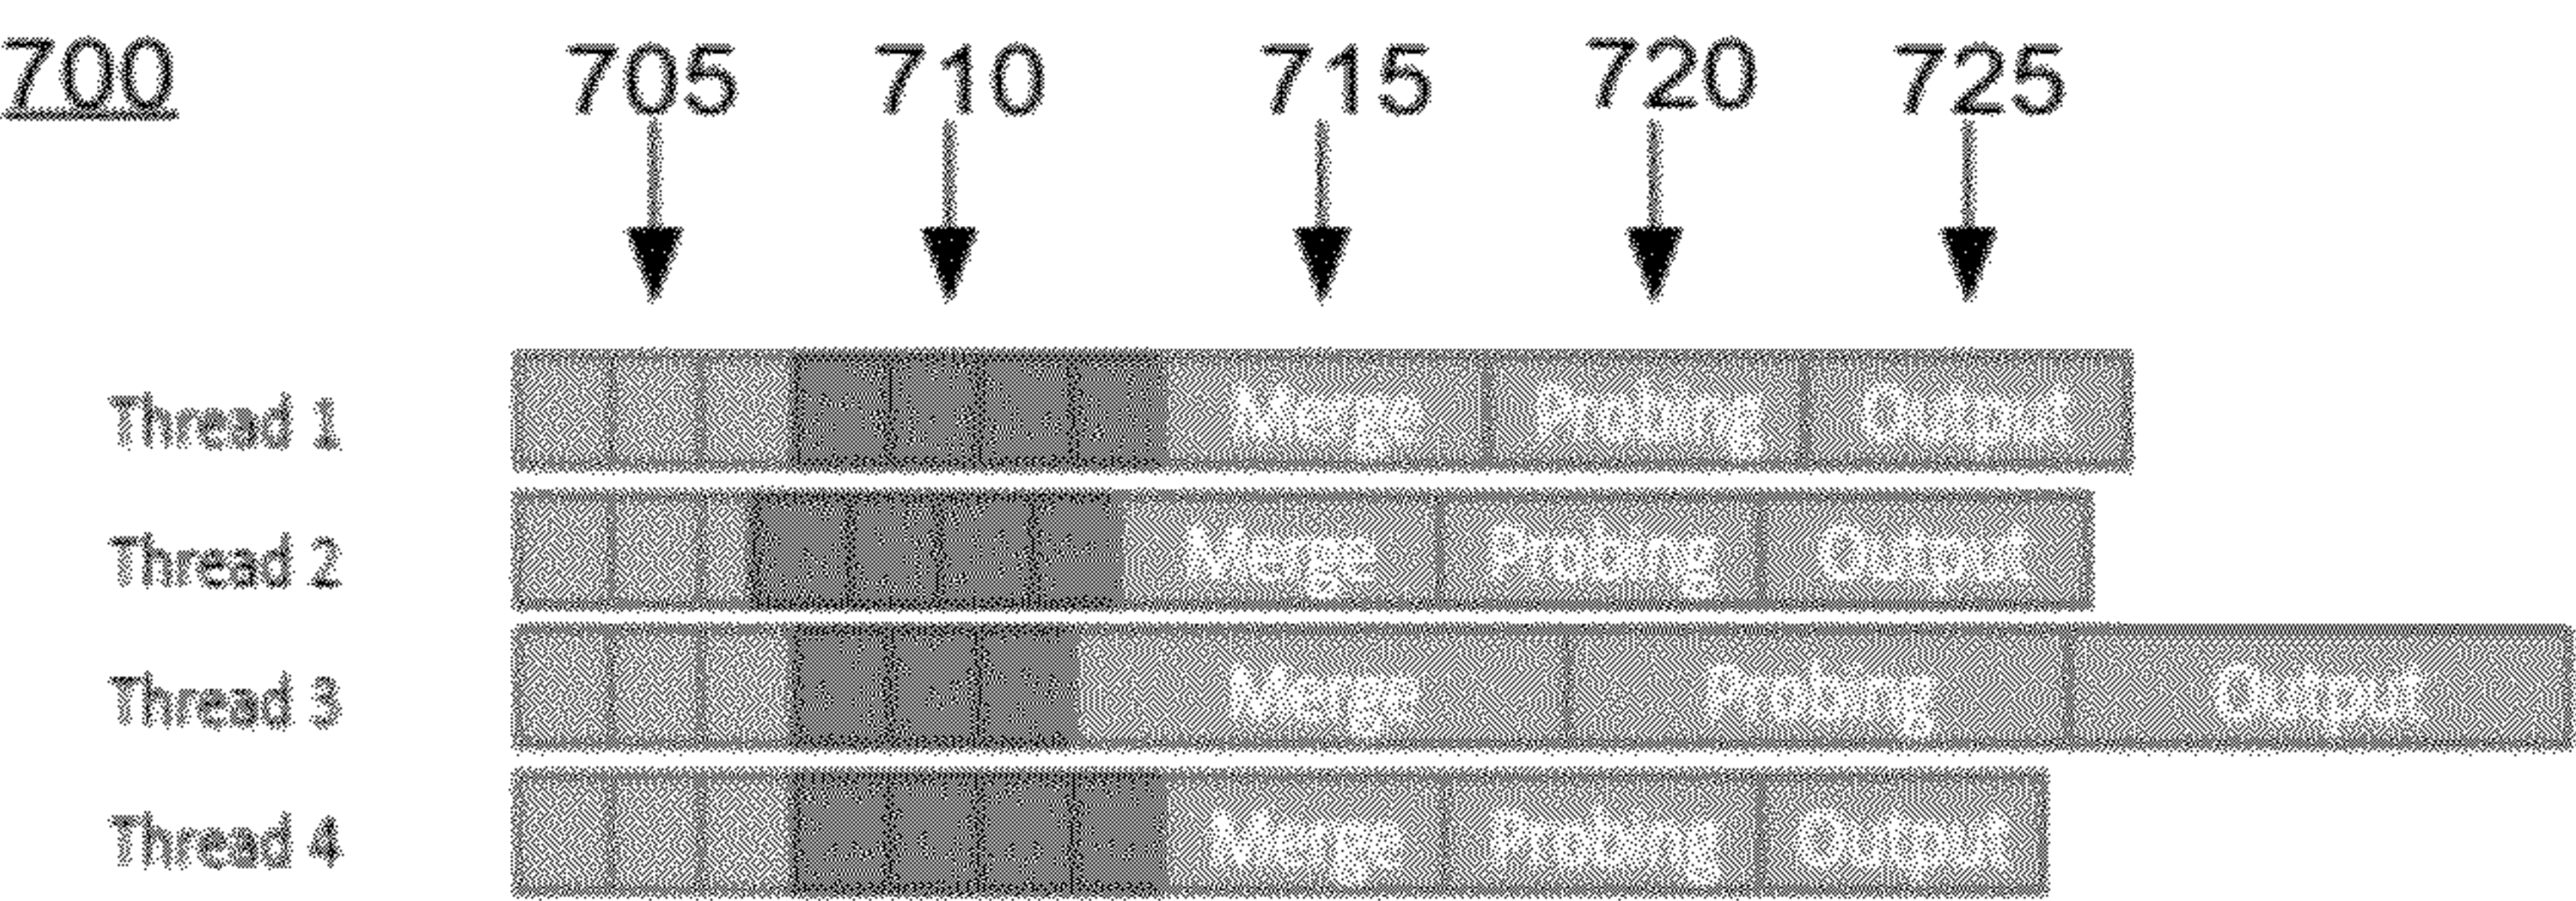 700 705 710 715 720 725
Thread 1 Merge Probing Output
Thread 2 Merge Probing Output
Thread 3 Merge Probing Output
Thread 4 Merge Probing Output